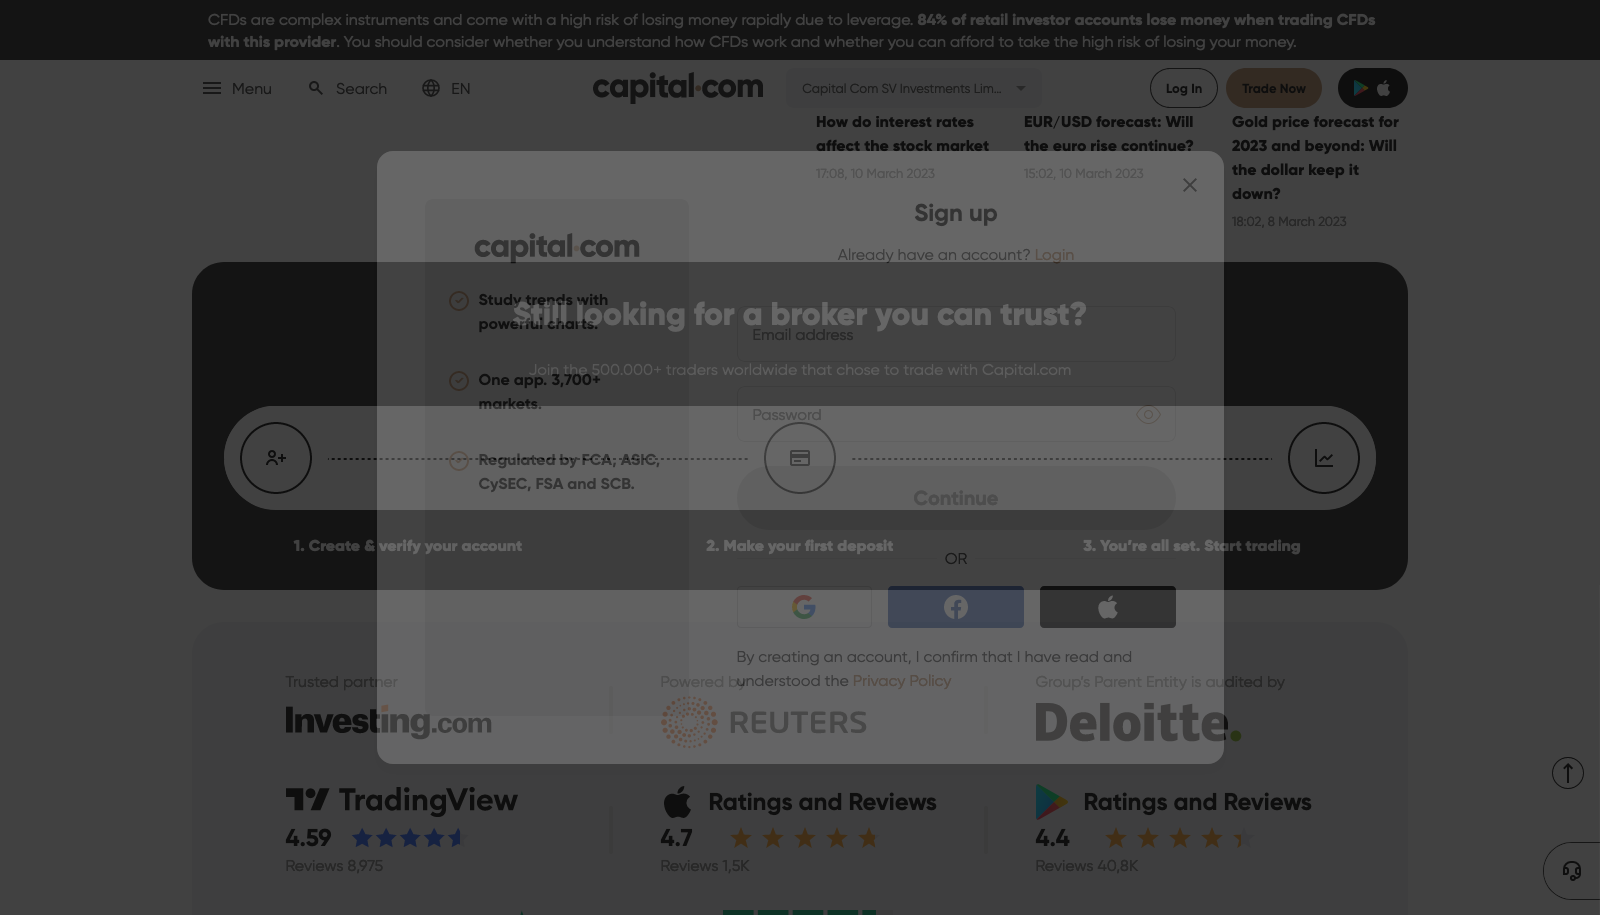 CFDs are complex instruments and come with a high risk of losing money rapidly due to leverage. 84% of retail investor accounts lose money when trading CFDs
with this provider. You should consider whether you understand how CFDs work and whether you can afford to take the high risk of losing your money.
Menu
Search
EN
capital.com
Capital Com SV Investments Lim...
Log In
Trade Now
How do interest rates
affect the stock market
17:08, 10 March 2023
EUR/USD forecast: Will
the euro rise continue?
15:02, 10 March 2023
Gold price forecast for
2023 and beyond: Will
the dollar keep it
down?
18:02, 8 March 2023
capital.com
Study trends with
powerful charts.
One app. 3,700+
markets.
Regulated by FCA, ASIC,
CySEC, FSA and SCB.
Sign up
Already have an account? Login
Email address
Password
Continue
OR
By creating an account, I confirm that I have read and
understood the Privacy Policy
Still looking for a broker you can trust?
Join the 500.000+ traders worldwide that chose to trade with Capital.com
1. Create & verify your account
2. Make your first deposit
3. You're all set. Start trading
Trusted partner
Investing.com
Powered by
REUTERS
Group's Parent Entity is audited by
Deloitte.
TradingView
4.59
Reviews 8,975
Ratings and Reviews
4.7
Reviews 1,5K
Ratings and Reviews
4.4
Reviews 40,8K